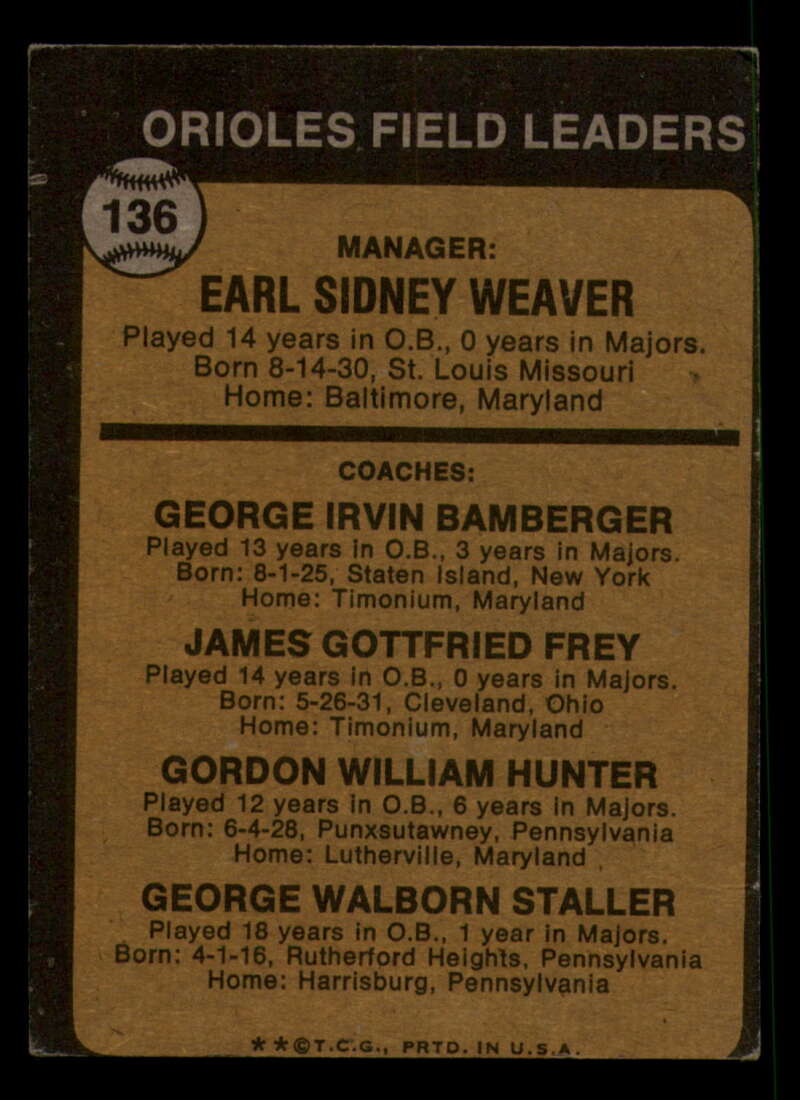 ORIOLES FIELD LEADERS
136
MANAGER:
EARL SIDNEY WEAVER
Played 14 years in O.B., 0 years in Majors.
Born 8-14-30, St. Louis Missouri
Home: Baltimore, Maryland
COACHES:
GEORGE IRVIN BAMBERGER
Played 13 years in O.B., 3 years in Majors.
Born: 8-1-25, Staten Island, New York
Home: Timonium, Maryland
JAMES GOTTFRIED FREY
Played 14 years in O.B., 0 years in Majors.
Born: 5-26-31, Cleveland, Ohio
Home: Timonium, Maryland
GORDON WILLIAM HUNTER
Played 12 years in O.B., 6 years in Majors.
Born: 6-4-28, Punxsutawney, Pennsylvania
Home: Lutherville, Maryland
GEORGE WALBORN STALLER
Played 18 years in O.B., 1 year in Majors.
Born: 4-1-16, Rutherford Heights, Pennsylvania
Home: Harrisburg, Pennsylvania
* * © T.C.G., PRTD. IN U.S.A.